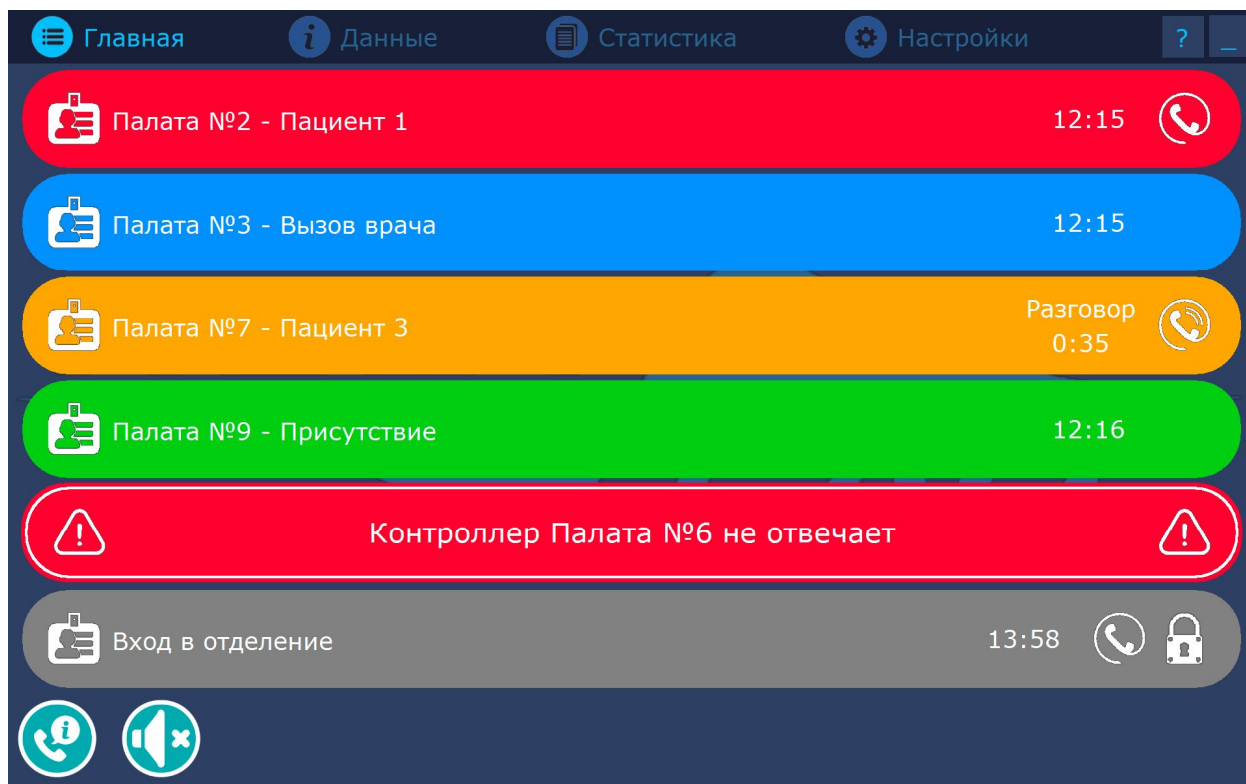 Главная Данные Статистика Настройки ? _
Палата №2 - Пациент 1 12:15
Палата №3 - Вызов врача 12:15
Палата №7 - Пациент 3 Разговор
0:35
Палата №9 - Присутствие 12:16
Контроллер Палата №6 не отвечает
Вход в отделение 13:58